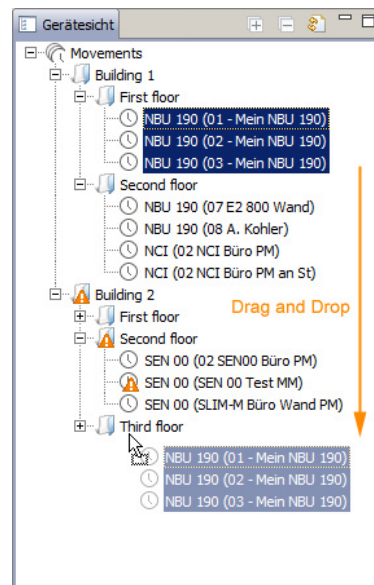 Gerätesicht
Movements
Building 1
First floor
NBU 190 (01 - Mein NBU 190)
NBU 190 (02 - Mein NBU 190)
NBU 190 (03 - Mein NBU 190)
Second floor
NBU 190 (07 E2 800 Wand)
NBU 190 (08 A. Kohler)
NCI (02 NCI Büro PM)
NCI (02 NCI Büro PM an St)
Building 2
Drag and Drop
First floor
Second floor
SEN 00 (02 SEN00 Büro PM)
SEN 00 (SEN 00 Test MM)
SEN 00 (SLIM-M Büro Wand PM)
Third floor
NBU 190 (01 - Mein NBU 190)
NBU 190 (02 - Mein NBU 190)
NBU 190 (03 - Mein NBU 190)